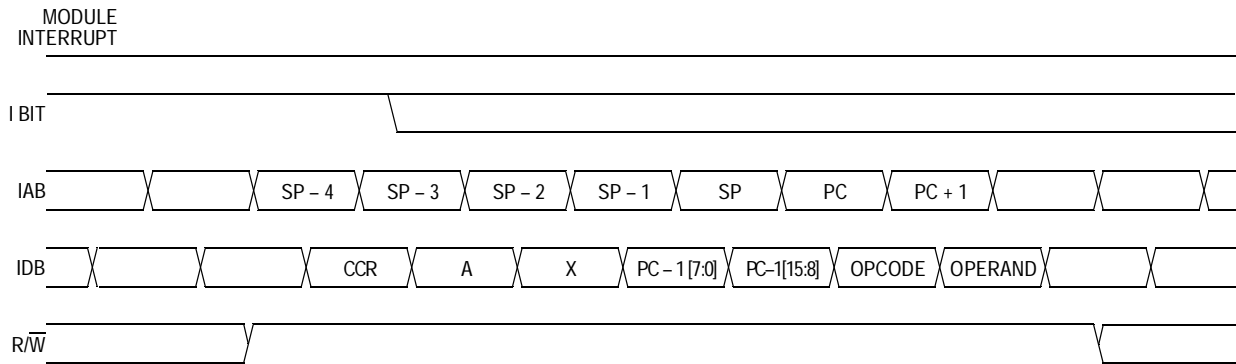 MODULE
INTERRUPT
I BIT
IAB SP – 4 SP – 3 SP – 2 SP – 1 SP PC PC + 1
IDB CCR A X PC – 1 [7:0] PC–1[15:8] OPCODE OPERAND
R/W̅